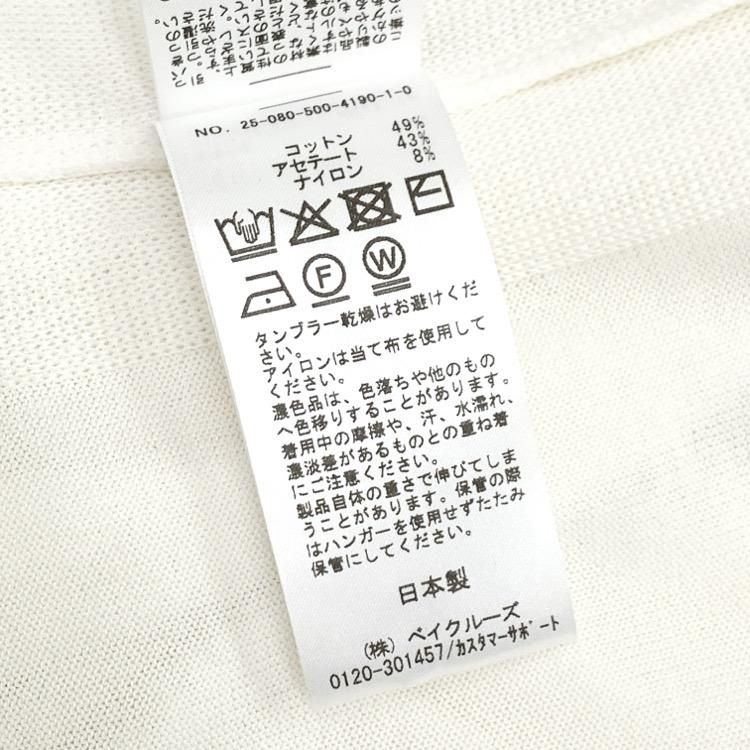 NO. 25-080-500-4190-1-0
コットン 49%
アセテート 43%
ナイロン 8%
F
W
タンブラー乾燥はお避けくだ
さい。
アイロンは当て布を使用して
ください。
濃色品は、色落ちや他のもの
へ色移りすることがあります。
着用中の摩擦や、汗、水濡れ、
濃淡差があるものとの重ね着
にご注意ください。
製品自体の重さで伸びてしま
うことがあります。保管の際
はハンガーを使用せずたたみ
保管にしてください。
日本製
(株) ベイクルーズ
0120-301457/カスタマーサポート